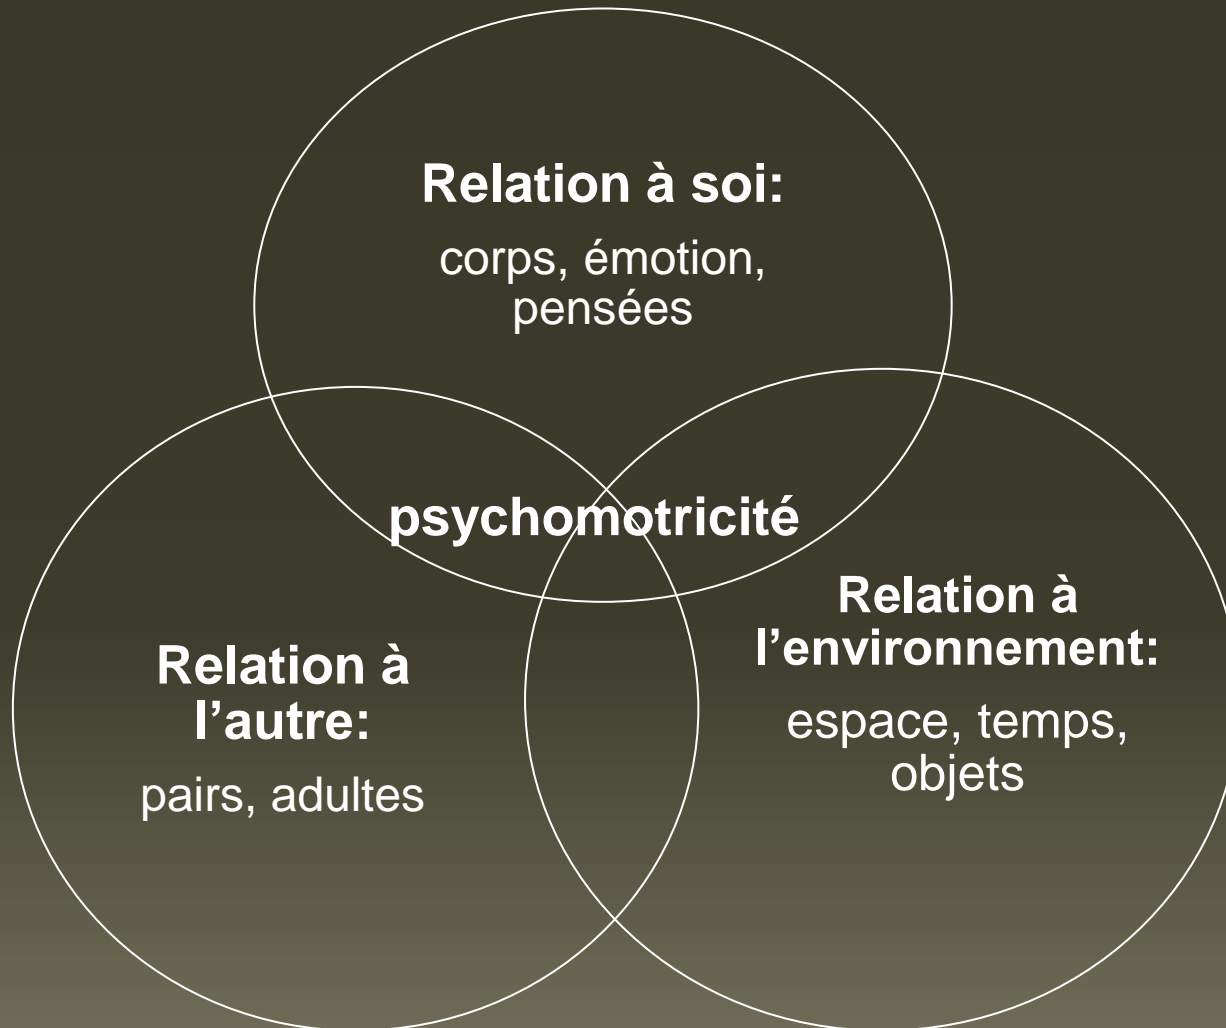 Relation à soi:
corps, émotion,
pensées
psychomotricité
Relation à
l’autre:
pairs, adultes
Relation à
l’environnement:
espace, temps,
objets